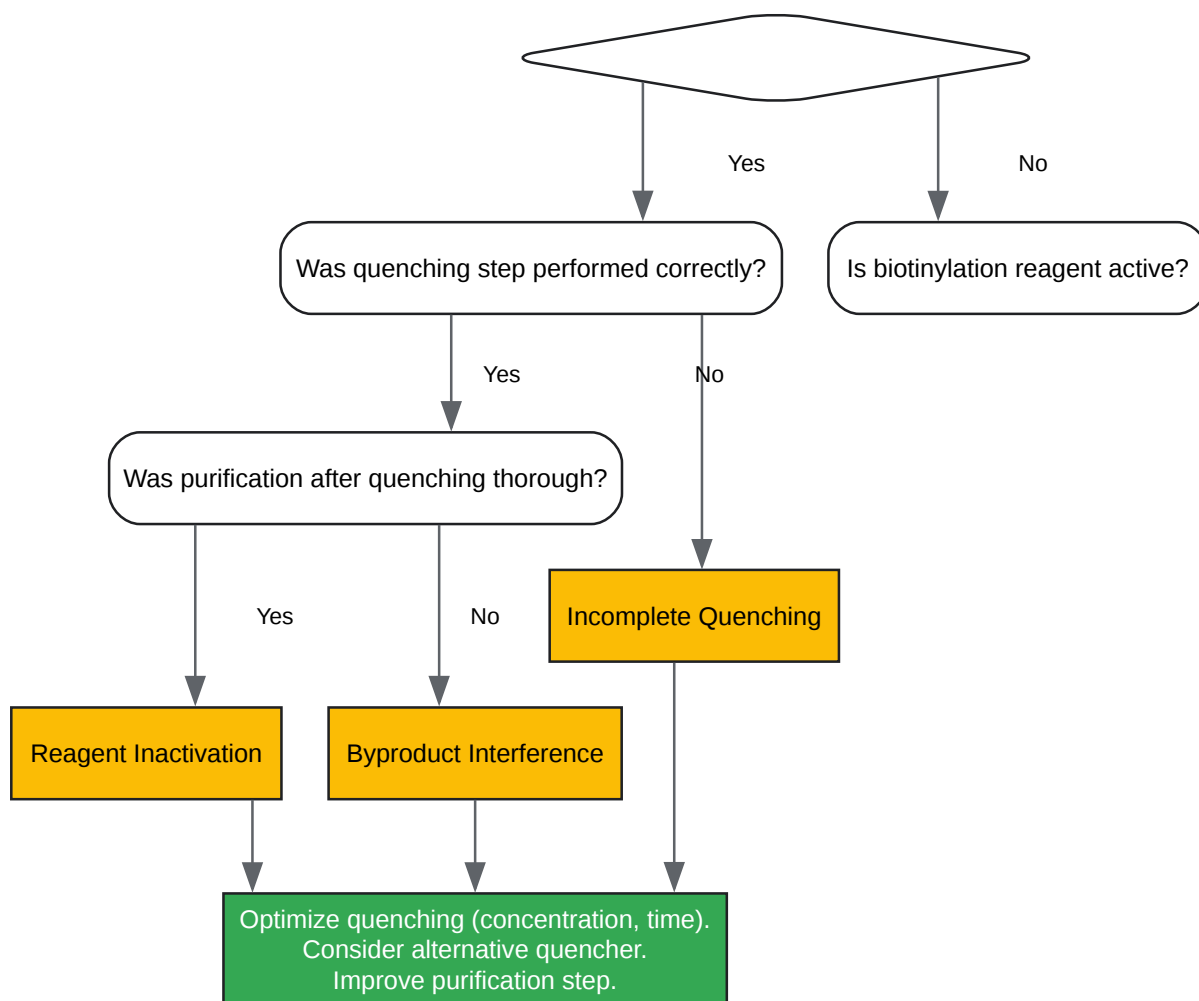 Yes
No
Was quenching step performed correctly?
Is biotinylation reagent active?
Yes
No
Was purification after quenching thorough?
Incomplete Quenching
Yes
No
Reagent Inactivation
Byproduct Interference
Optimize quenching (concentration, time).
Consider alternative quencher.
Improve purification step.